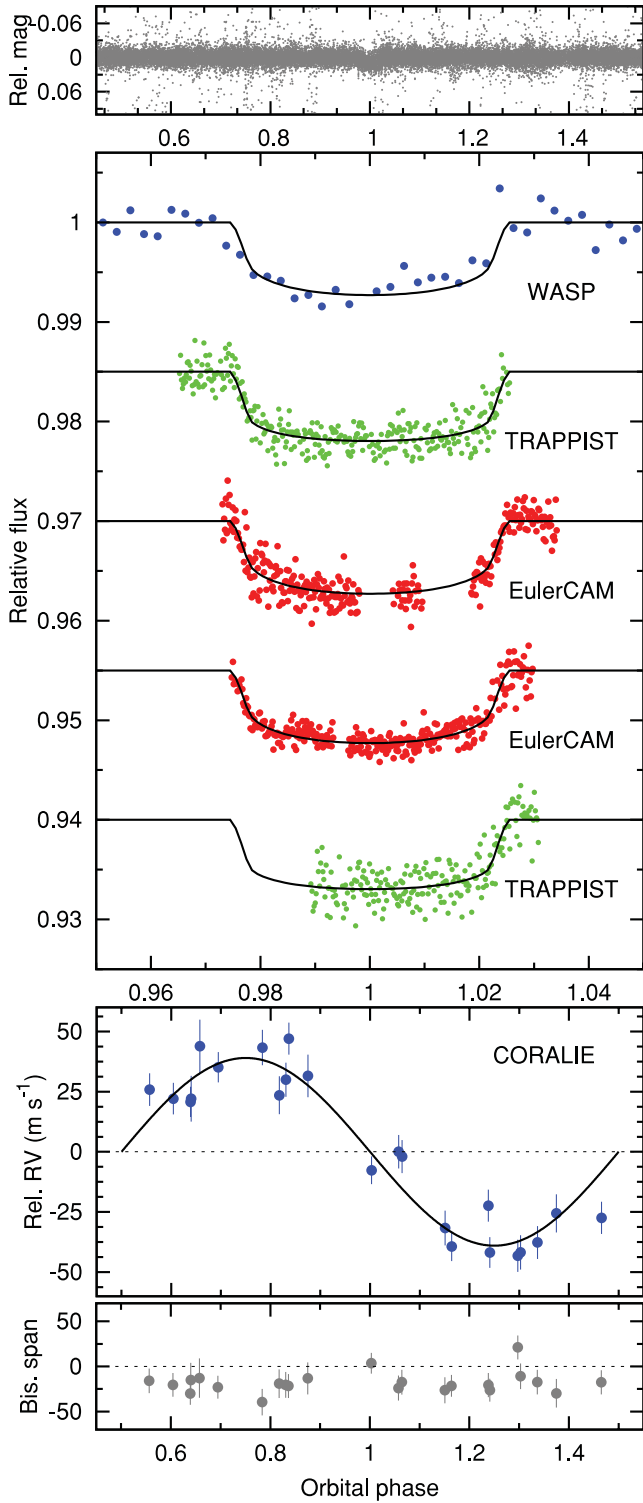 Rel. mag
-0.06
0
0.06
0.6 0.8 1 1.2 1.4
Relative flux
1
0.99
0.98
0.97
0.96
0.95
0.94
0.93
WASP
TRAPPIST
EulerCAM
EulerCAM
TRAPPIST
0.96 0.98 1 1.02 1.04
Rel. RV (m s⁻¹)
50
25
0
-25
-50
CORALIE
Bis. span
50
0
-50
0.6 0.8 1 1.2 1.4
Orbital phase